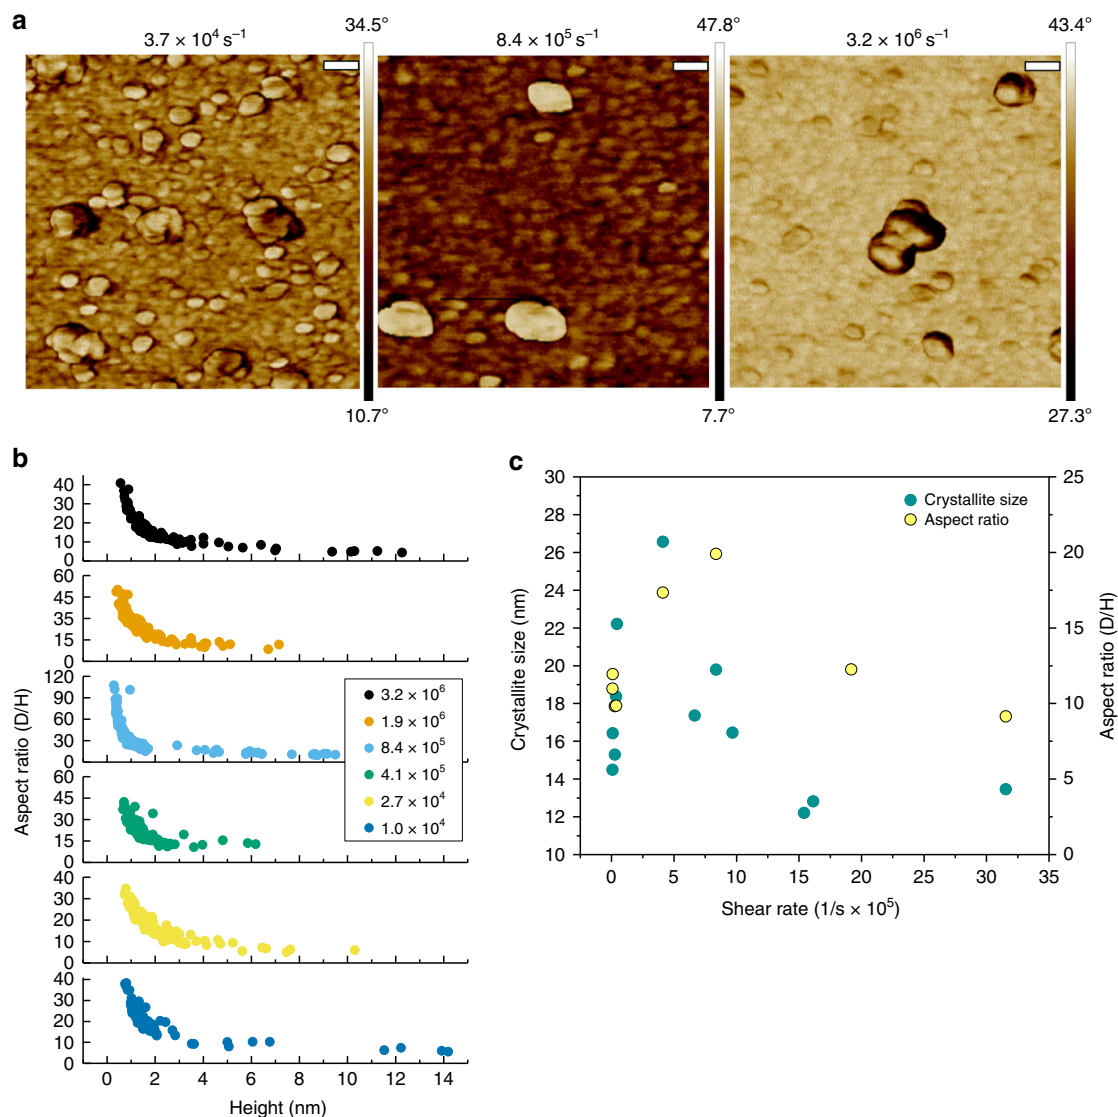 a
3.7 × 10⁴ s⁻¹
34.5°
10.7°
8.4 × 10⁵ s⁻¹
47.8°
7.7°
3.2 × 10⁶ s⁻¹
43.4°
27.3°
b
Aspect ratio (D/H)
40
30
20
10
0
60
45
30
15
0
120
90
60
30
0
60
45
30
15
0
40
30
20
10
0
40
30
20
10
0
3.2 × 10⁶
1.9 × 10⁶
8.4 × 10⁵
4.1 × 10⁵
2.7 × 10⁴
1.0 × 10⁴
0 2 4 6 8 10 12 14
Height (nm)
c
Crystallite size (nm)
30
28
26
24
22
20
18
16
14
12
10
Crystallite size
Aspect ratio
25
20
15
10
5
0
Aspect ratio (D/H)
0 5 10 15 20 25 30 35
Shear rate (1/s × 10⁵)